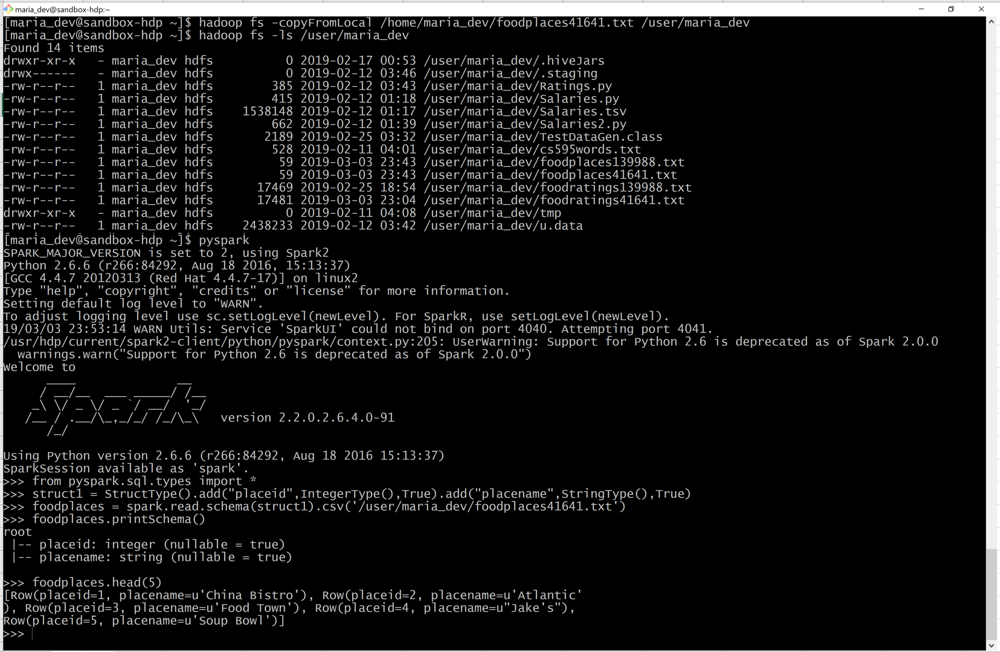 maria_dev@sandbox-hdp:~
[maria_dev@sandbox-hdp ~]$ hadoop fs -copyFromLocal /home/maria_dev/foodplaces41641.txt /user/maria_dev
[maria_dev@sandbox-hdp ~]$ hadoop fs -ls /user/maria_dev
Found 14 items
drwxr-xr-x   - maria_dev hdfs          0 2019-02-17 00:53 /user/maria_dev/.hiveJars
drwx------   - maria_dev hdfs          0 2019-02-12 03:46 /user/maria_dev/.staging
-rw-r--r--   1 maria_dev hdfs        385 2019-02-12 03:43 /user/maria_dev/Ratings.py
-rw-r--r--   1 maria_dev hdfs        415 2019-02-12 01:18 /user/maria_dev/Salaries.py
-rw-r--r--   1 maria_dev hdfs    1538148 2019-02-12 01:17 /user/maria_dev/Salaries.tsv
-rw-r--r--   1 maria_dev hdfs        662 2019-02-12 01:39 /user/maria_dev/Salaries2.py
-rw-r--r--   1 maria_dev hdfs       2189 2019-02-25 03:32 /user/maria_dev/TestDataGen.class
-rw-r--r--   1 maria_dev hdfs        528 2019-02-11 04:01 /user/maria_dev/cs595words.txt
-rw-r--r--   1 maria_dev hdfs         59 2019-03-03 23:43 /user/maria_dev/foodplaces139988.txt
-rw-r--r--   1 maria_dev hdfs         59 2019-03-03 23:43 /user/maria_dev/foodplaces41641.txt
-rw-r--r--   1 maria_dev hdfs      17469 2019-02-25 18:54 /user/maria_dev/foodratings139988.txt
-rw-r--r--   1 maria_dev hdfs      17481 2019-03-03 23:04 /user/maria_dev/foodratings41641.txt
drwxr-xr-x   - maria_dev hdfs          0 2019-02-11 04:08 /user/maria_dev/tmp
-rw-r--r--   1 maria_dev hdfs    2438233 2019-02-12 03:42 /user/maria_dev/u.data
[maria_dev@sandbox-hdp ~]$ pyspark
SPARK_MAJOR_VERSION is set to 2, using Spark2
Python 2.6.6 (r266:84292, Aug 18 2016, 15:13:37)
[GCC 4.4.7 20120313 (Red Hat 4.4.7-17)] on linux2
Type "help", "copyright", "credits" or "license" for more information.
Setting default log level to "WARN".
To adjust logging level use sc.setLogLevel(newLevel). For SparkR, use setLogLevel(newLevel).
19/03/03 23:53:14 WARN Utils: Service 'SparkUI' could not bind on port 4040. Attempting port 4041.
/usr/hdp/current/spark2-client/python/pyspark/context.py:205: UserWarning: Support for Python 2.6 is deprecated as of Spark 2.0.0
  warnings.warn("Support for Python 2.6 is deprecated as of Spark 2.0.0")
Welcome to
      ____              __
     / __/__  ___ _____/ /__
    _\ \/ _ \/ _ `/ __/  '_/
   /__ / .__/\_,_/_/ /_/\_\   version 2.2.0.2.6.4.0-91
      /_/
Using Python version 2.6.6 (r266:84292, Aug 18 2016 15:13:37)
SparkSession available as 'spark'.
>>> from pyspark.sql.types import *
>>> struct1 = StructType().add("placeid",IntegerType(),True).add("placename",StringType(),True)
>>> foodplaces = spark.read.schema(struct1).csv('/user/maria_dev/foodplaces41641.txt')
>>> foodplaces.printSchema()
root
 |-- placeid: integer (nullable = true)
 |-- placename: string (nullable = true)
>>> foodplaces.head(5)
[Row(placeid=1, placename=u'China Bistro'), Row(placeid=2, placename=u'Atlantic'
), Row(placeid=3, placename=u'Food Town'), Row(placeid=4, placename=u"Jake's"),
Row(placeid=5, placename=u'Soup Bowl')]
>>>